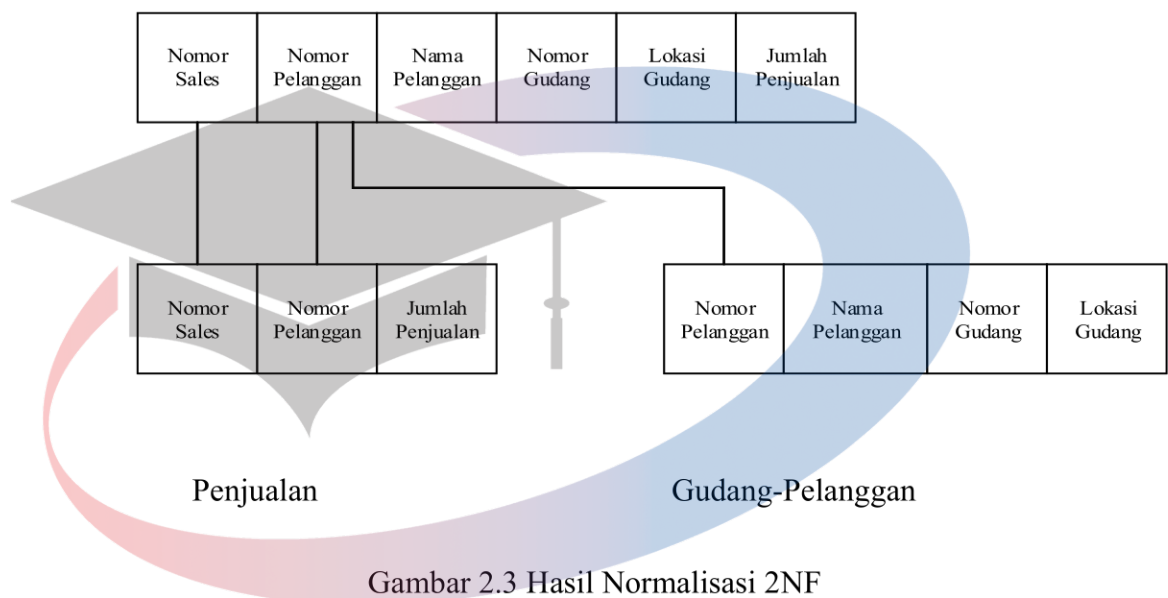 Nomor
Sales
Nomor
Pelanggan
Nama
Pelanggan
Nomor
Gudang
Lokasi
Gudang
Jumlah
Penjualan
Nomor
Sales
Nomor
Pelanggan
Jumlah
Penjualan
Nomor
Pelanggan
Nama
Pelanggan
Nomor
Gudang
Lokasi
Gudang
Penjualan
Gudang-Pelanggan
Gambar 2.3 Hasil Normalisasi 2NF